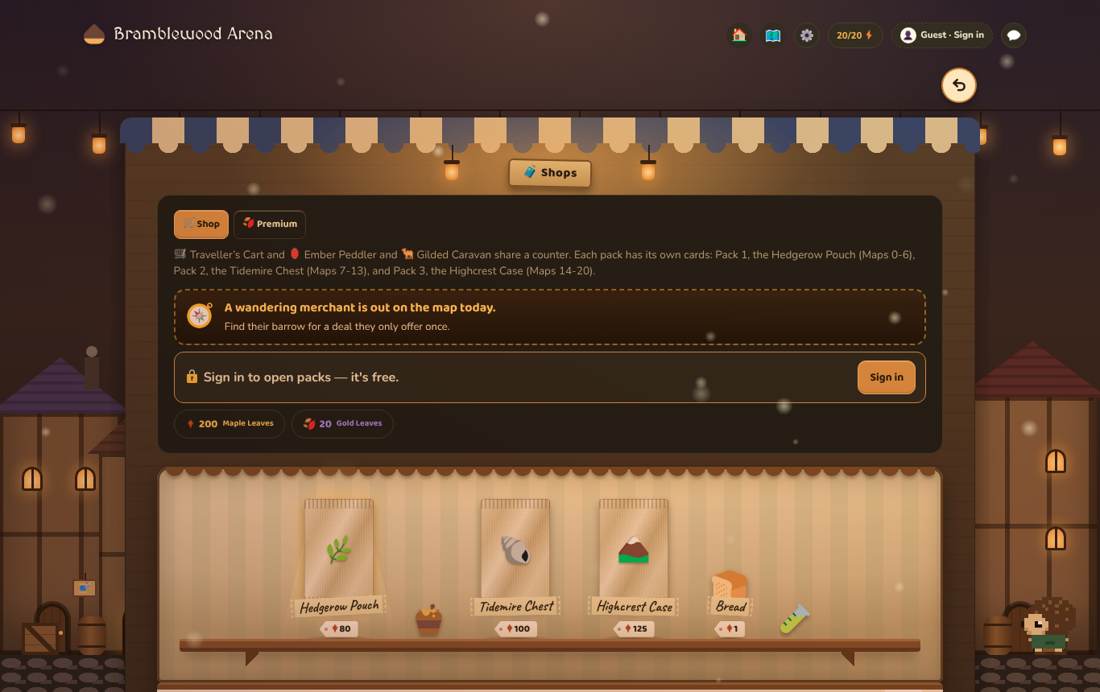 Bramblewood Arena
20/20
Guest · Sign in
Shops
Shop
Premium
Traveller's Cart and Ember Peddler and Gilded Caravan share a counter. Each pack has its own cards: Pack 1, the Hedgerow Pouch (Maps 0-6),
Pack 2, the Tidemire Chest (Maps 7-13), and Pack 3, the Highcrest Case (Maps 14-20).
A wandering merchant is out on the map today.
Find their barrow for a deal they only offer once.
Sign in to open packs — it's free.
Sign in
200 Maple Leaves
20 Gold Leaves
Hedgerow Pouch
Tidemire Chest
Highcrest Case
Bread
80
100
125
1